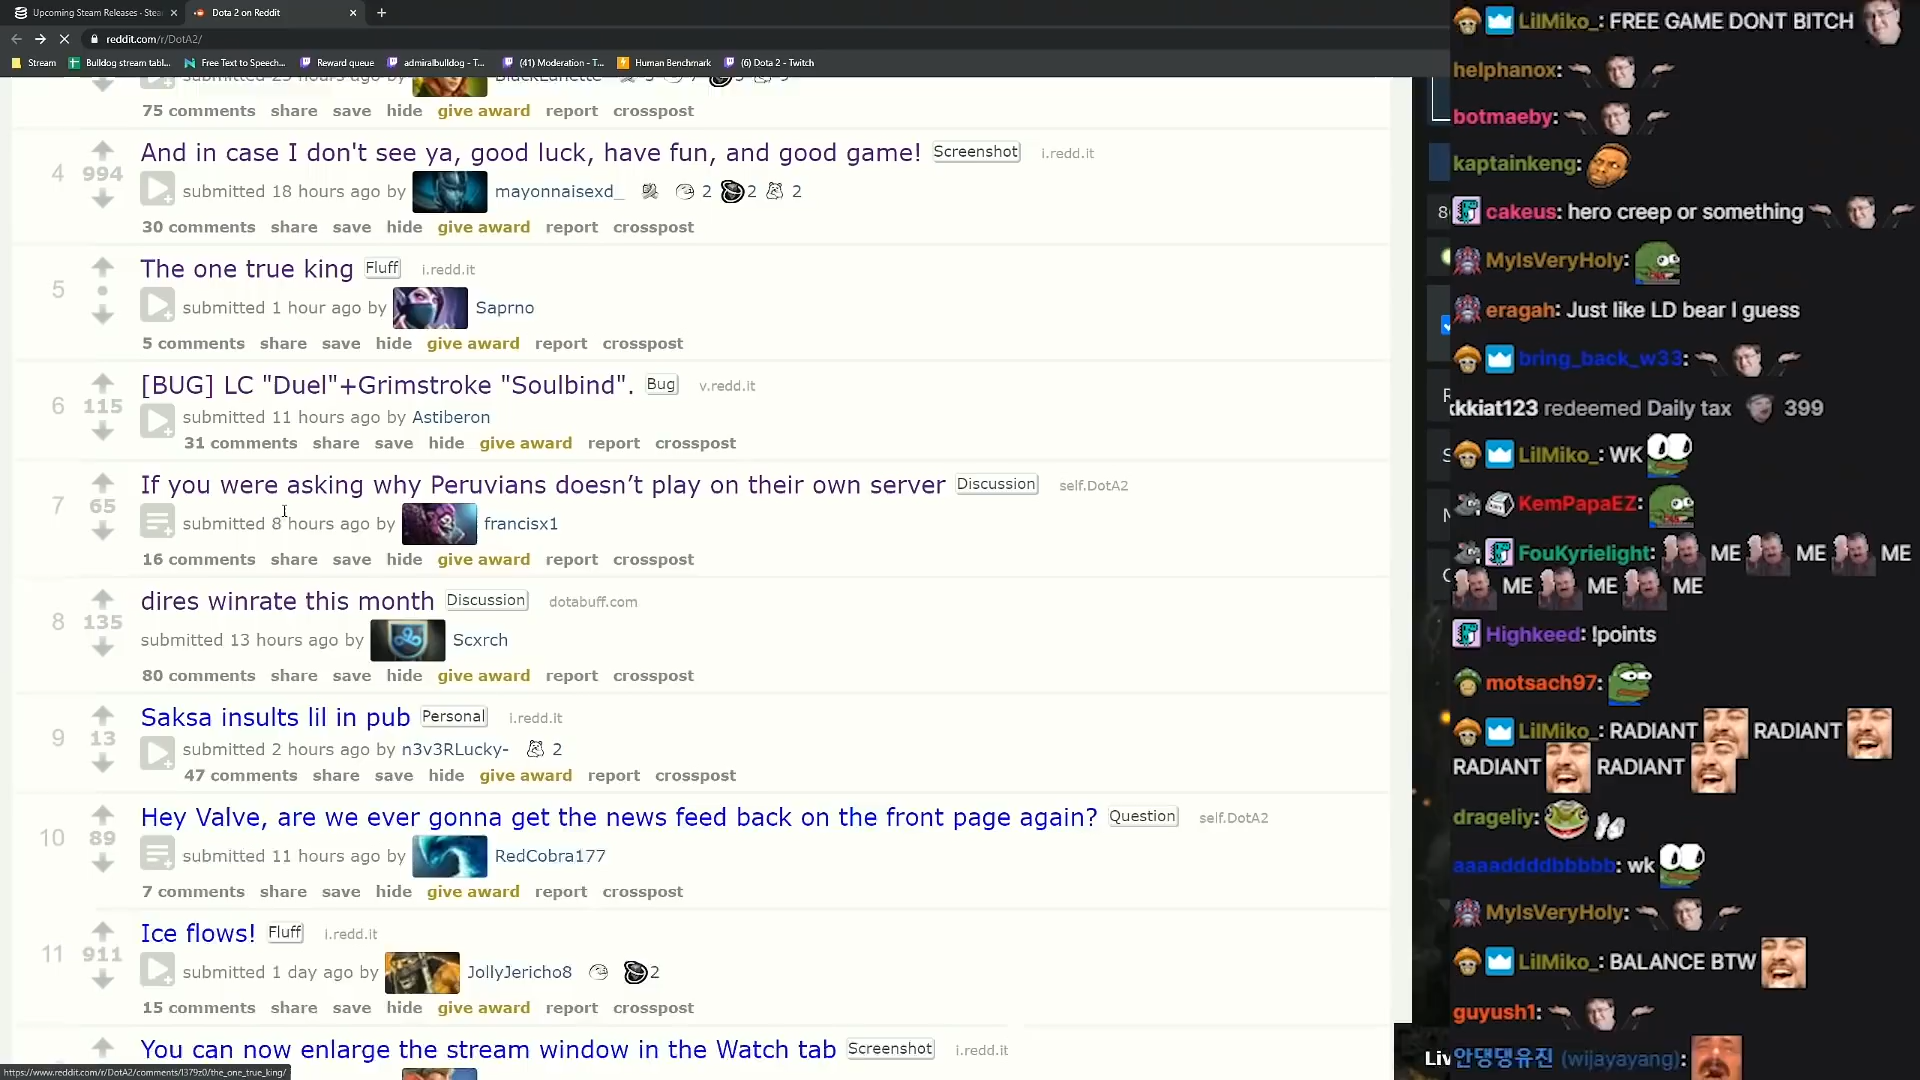 Upcoming Steam Releases - Stea
Dota 2 on Reddit
reddit.com/r/DotA2/
Stream Bulldog stream tabl... Free Text to Speech... Reward queue admiralbulldog - T... (41) Moderation - T... Human Benchmark (6) Dota 2 - Twitch
75 comments share save hide give award report crosspost
4 994 And in case I don't see ya, good luck, have fun, and good game! Screenshot i.redd.it
submitted 18 hours ago by mayonnaisexd_ 2 2 2
30 comments share save hide give award report crosspost
5 • The one true king Fluff i.redd.it
submitted 1 hour ago by Saprno
5 comments share save hide give award report crosspost
6 115 [BUG] LC "Duel"+Grimstroke "Soulbind". Bug v.redd.it
submitted 11 hours ago by Astiberon
31 comments share save hide give award report crosspost
7 65 If you were asking why Peruvians doesn’t play on their own server Discussion self.DotA2
submitted 8 hours ago by francisx1
16 comments share save hide give award report crosspost
8 135 dires winrate this month Discussion dotabuff.com
submitted 13 hours ago by Scxrch
80 comments share save hide give award report crosspost
9 13 Saksa insults lil in pub Personal i.redd.it
submitted 2 hours ago by n3v3RLucky- 2
47 comments share save hide give award report crosspost
10 89 Hey Valve, are we ever gonna get the news feed back on the front page again? Question self.DotA2
submitted 11 hours ago by RedCobra177
7 comments share save hide give award report crosspost
11 911 Ice flows! Fluff i.redd.it
submitted 1 day ago by JollyJericho8 2
15 comments share save hide give award report crosspost
You can now enlarge the stream window in the Watch tab Screenshot i.redd.it
https://www.reddit.com/r/DotA2/comments/l379z0/the_one_true_king/
LilMiko_: FREE GAME DONT BITCH
helphanox:
botmaeby:
kaptainkeng:
cakeus: hero creep or something
MyIsVeryHoly:
eragah: Just like LD bear I guess
bring_back_w33:
kkiat123 redeemed Daily tax 399
LilMiko_: WK
KemPapaEZ:
FouKyrielight: ME ME ME
ME ME ME
Highkeed: !points
motsach97:
LilMiko_: RADIANT RADIANT
RADIANT RADIANT
drageliy:
aaaaddddbbbbb: wk
MyIsVeryHoly:
LilMiko_: BALANCE BTW
guyush1:
Liv
안댕댕유진 (wijayayang):